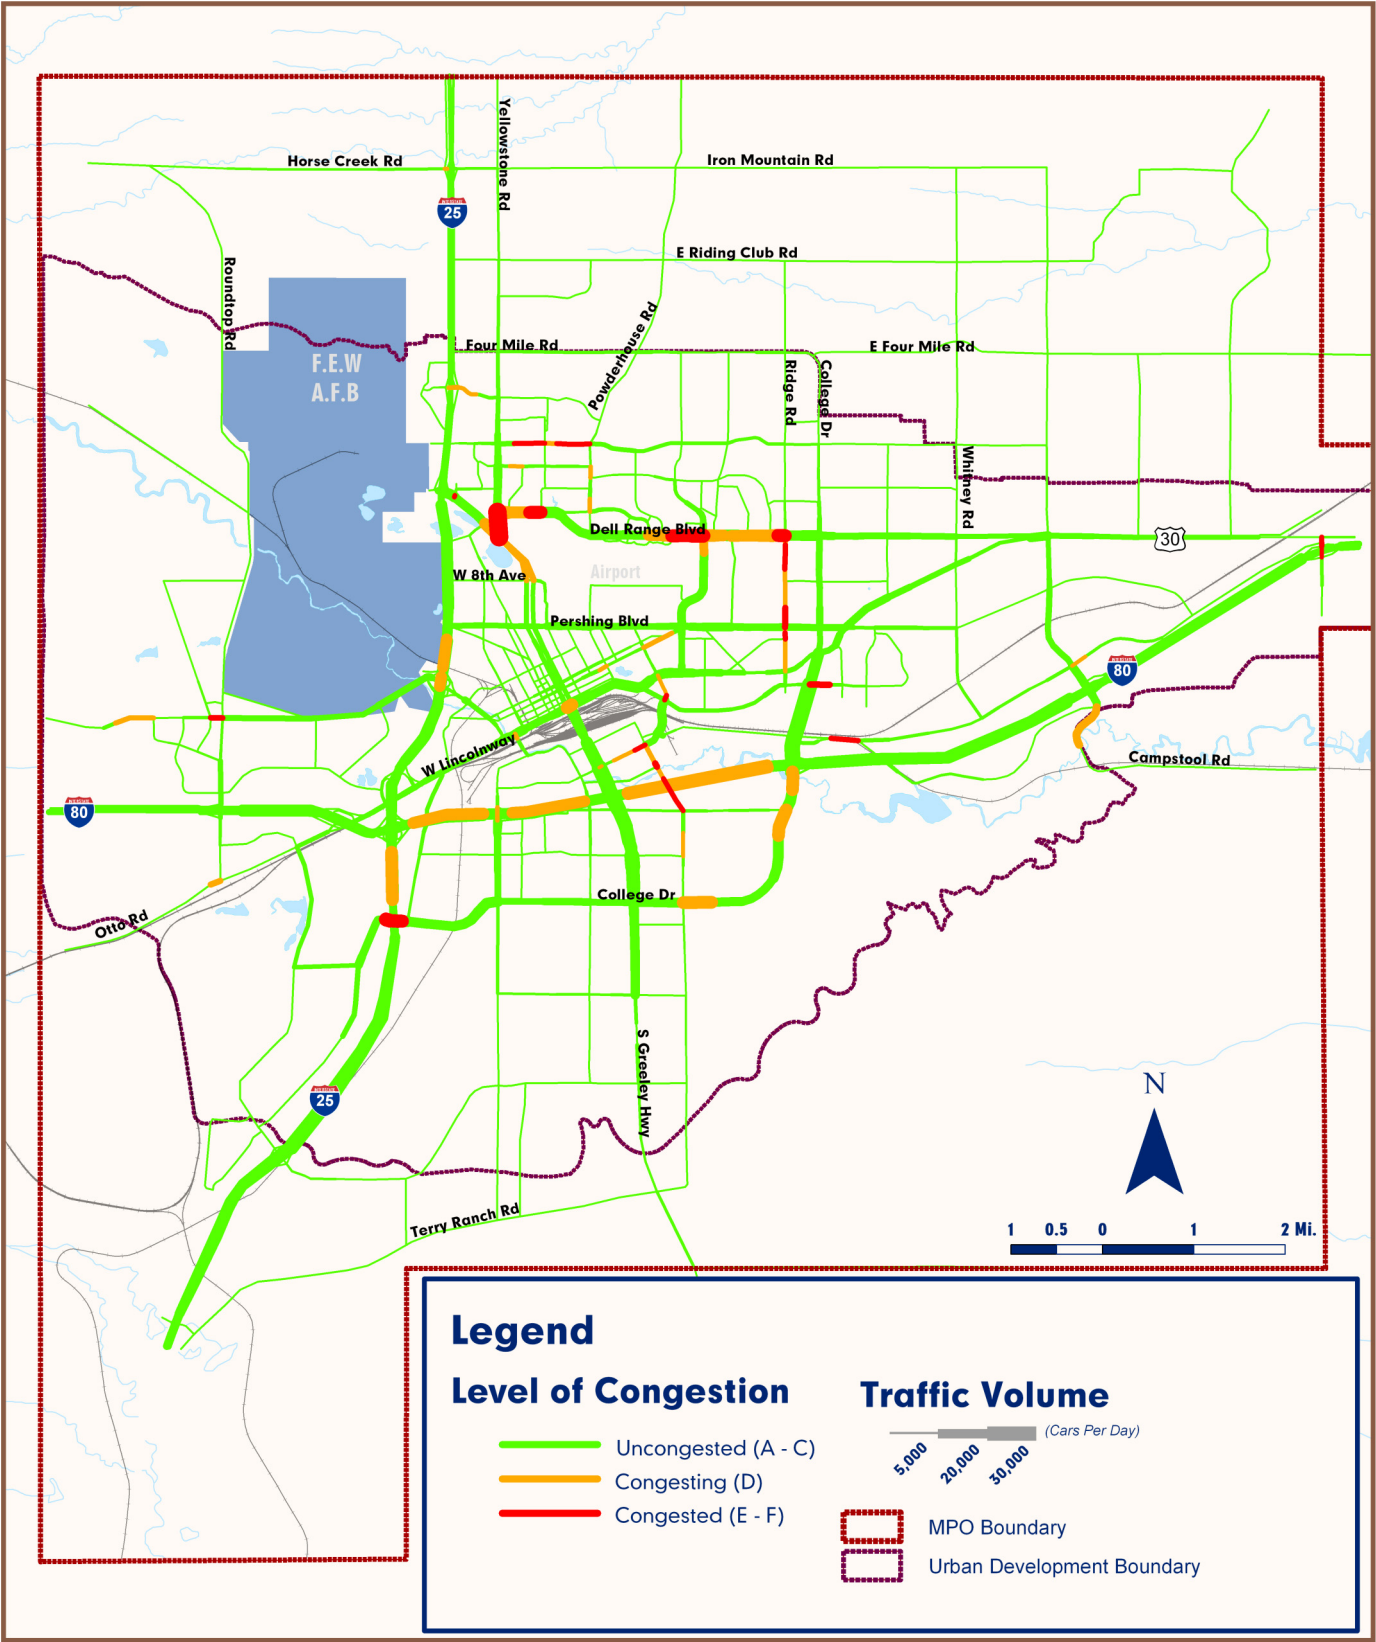 Yellowstone Rd
Horse Creek Rd
Iron Mountain Rd
25
E Riding Club Rd
Roundtop Rd
Powderhouse Rd
Four Mile Rd
E Four Mile Rd
F.E.W
A.F.B
Ridge Rd
College Dr
Whitney Rd
Dell Range Blvd
30
W 8th Ave
Airport
Pershing Blvd
80
W Lincolnway
Campstool Rd
80
College Dr
Otto Rd
S Greeley Hwy
25
N
Terry Ranch Rd
1 0.5 0 1 2 Mi.
Legend
Level of Congestion
Uncongested (A - C)
Congesting (D)
Congested (E - F)
Traffic Volume
(Cars Per Day)
5,000
20,000
30,000
MPO Boundary
Urban Development Boundary